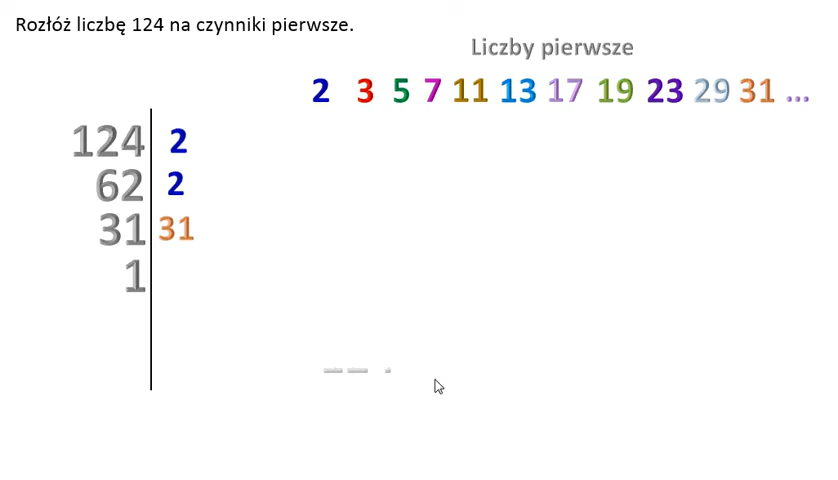 Rozłóż liczbę 124 na czynniki pierwsze.
Liczby pierwsze
2 3 5 7 11 13 17 19 23 29 31 ...
124 2
62 2
31 31
1